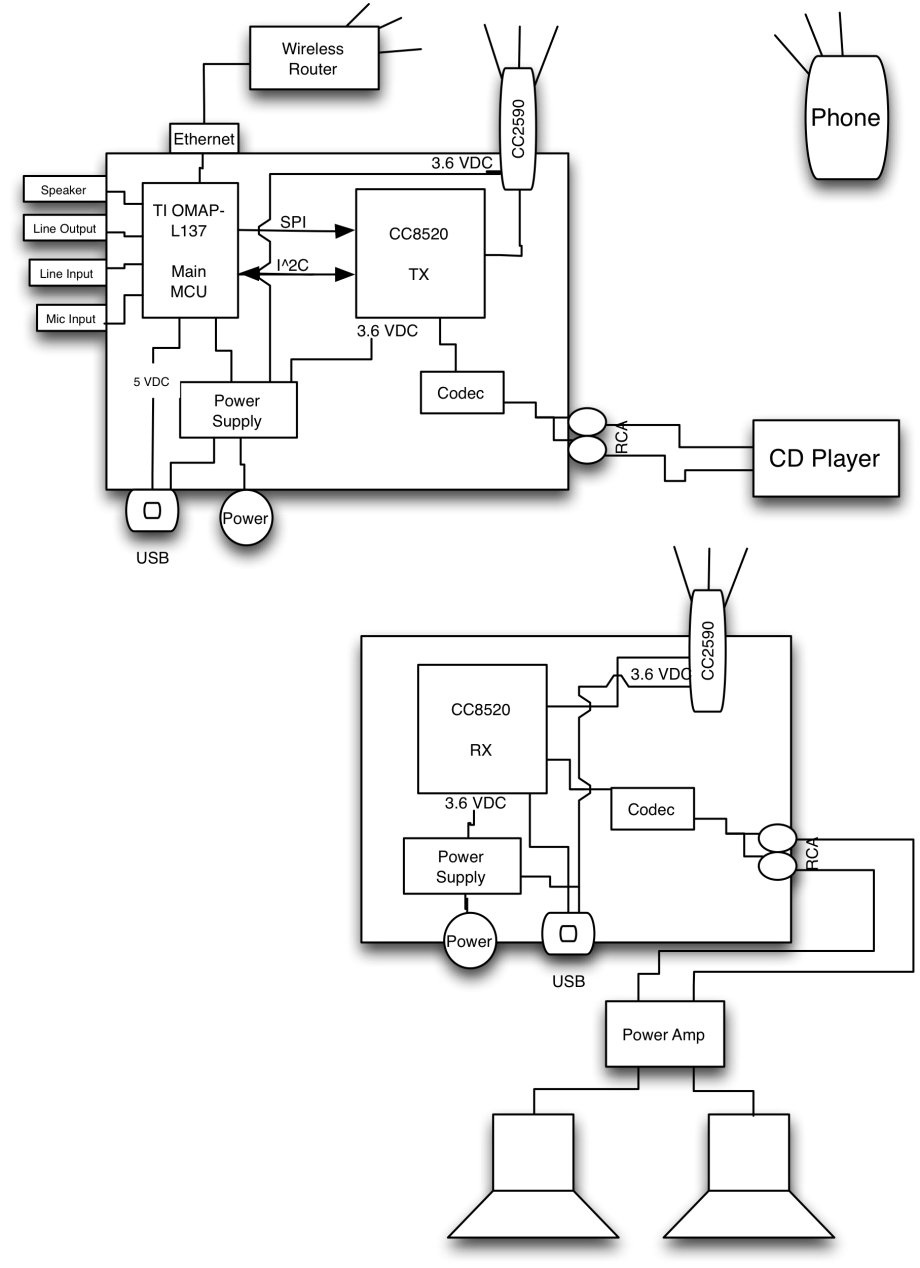 Wireless
Router
CC2590
Phone
Ethernet
3.6 VDC
Speaker
Line Output
Line Input
Mic Input
TI OMAP-
L137
Main
MCU
SPI
I^2C
CC8520
TX
3.6 VDC
5 VDC
Power
Supply
Codec
RCA
CD Player
Power
USB
CC2590
3.6 VDC
CC8520
RX
3.6 VDC
Codec
Power
Supply
RCA
Power
USB
Power Amp